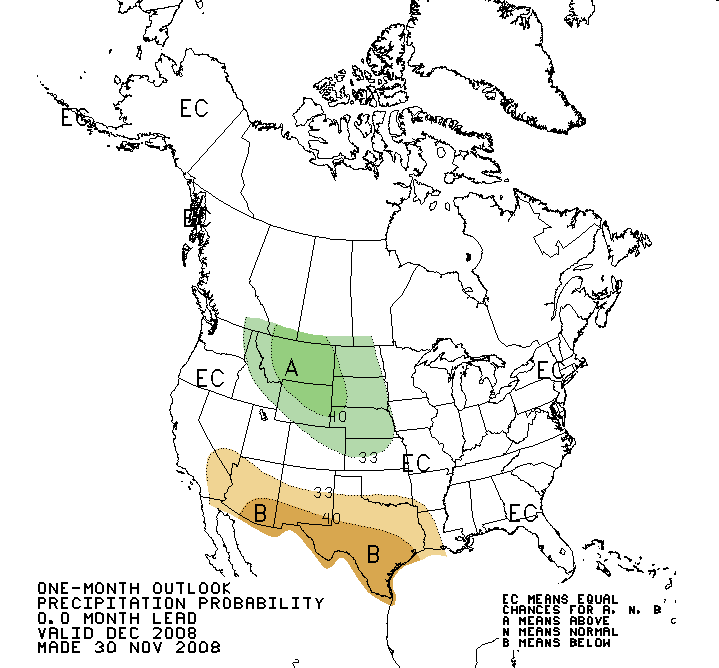 EC
EC
EC
A
EC
EC
40
33
EC
33
B
40
EC
B
ONE-MONTH OUTLOOK
PRECIPITATION PROBABILITY
0.0 MONTH LEAD
VALID DEC 2008
MADE 30 NOV 2008
EC MEANS EQUAL
CHANCES FOR A, N, B
A MEANS ABOVE
N MEANS NORMAL
B MEANS BELOW